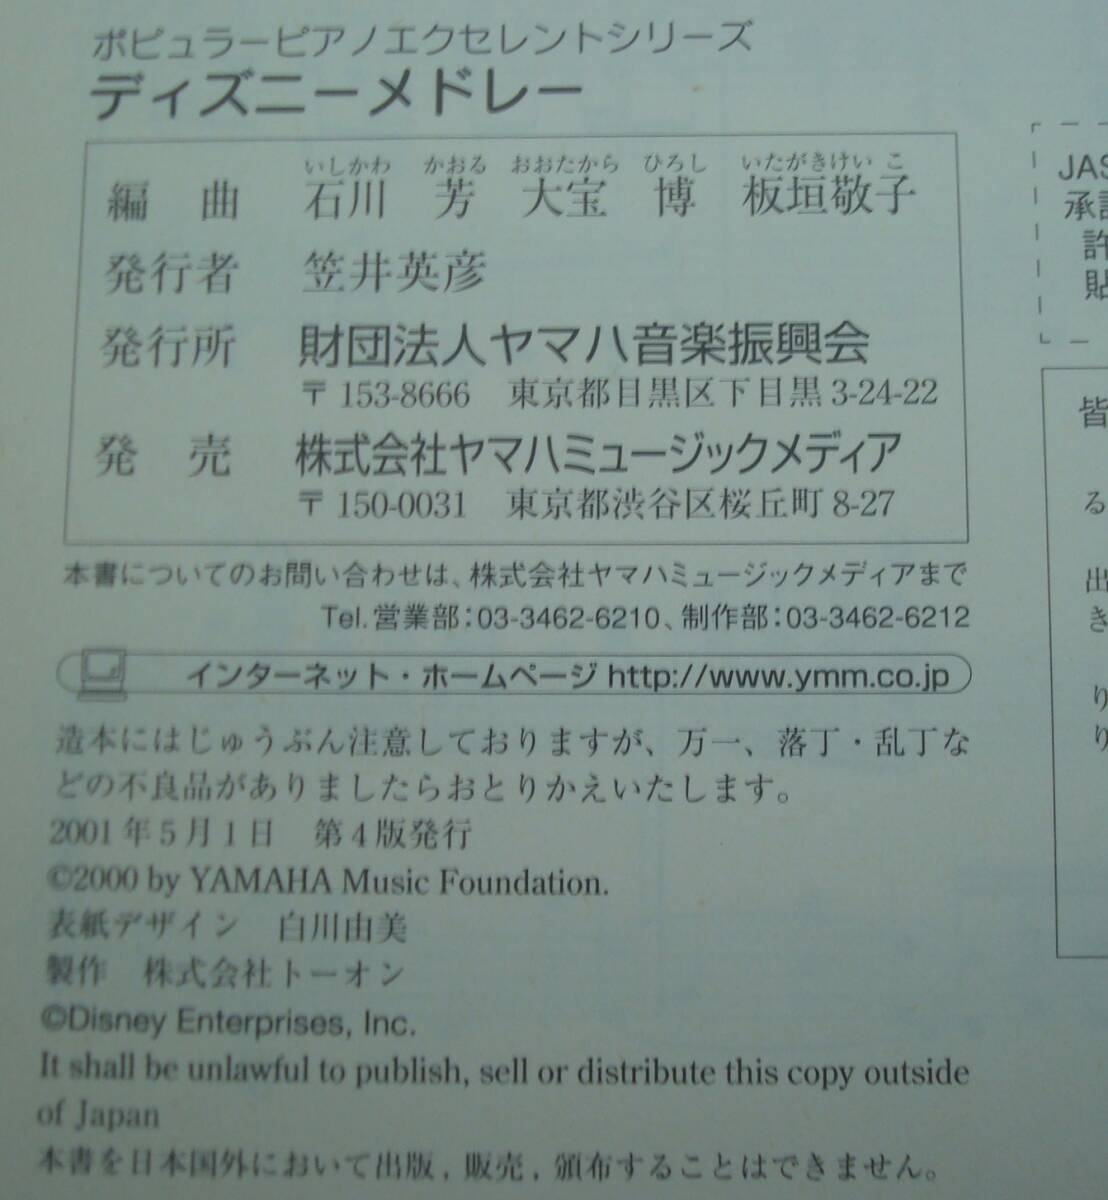 ポピュラーピアノエクセレントシリーズ
ディズニーメドレー
いしかわ かおる おおたから ひろし いたがきけいこ
編 曲 石川 芳 大宝 博 板垣敬子
発行者 笠井英彦
発行所 財団法人ヤマハ音楽振興会
〒153-8666 東京都目黒区下目黒3-24-22
発 売 株式会社ヤマハミュージックメディア
〒150-0031 東京都渋谷区桜丘町8-27
本書についてのお問い合わせは、株式会社ヤマハミュージックメディアまで
Tel.営業部:03-3462-6210、制作部:03-3462-6212
インターネット・ホームページ http://www.ymm.co.jp
造本にはじゅうぶん注意しておりますが、万一、落丁・乱丁な
どの不良品がありましたらおとりかえいたします。
2001年5月1日 第4版発行
©2000 by YAMAHA Music Foundation.
表紙デザイン 白川由美
製作 株式会社トーオン
©Disney Enterprises, Inc.
It shall be unlawful to publish, sell or distribute this copy outside
of Japan
本書を日本国外において出版,販売,頒布することはできません。
JAS
承
許
貼
皆
る
出
き
り
り